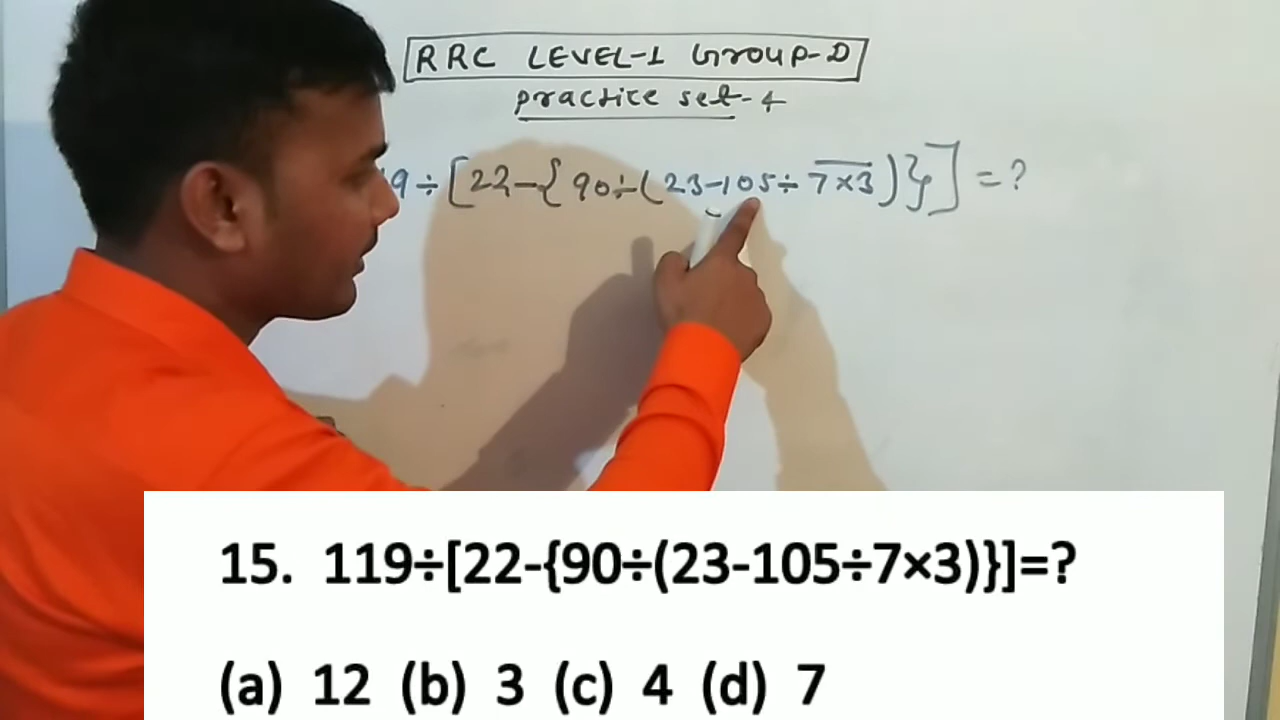 RRC LEVEL-1 Group-D
practice set-4
9÷[22-{90÷(23-105÷7×3)}]=?
15. 119÷[22-{90÷(23-105÷7×3)}]=?
(a) 12 (b) 3 (c) 4 (d) 7